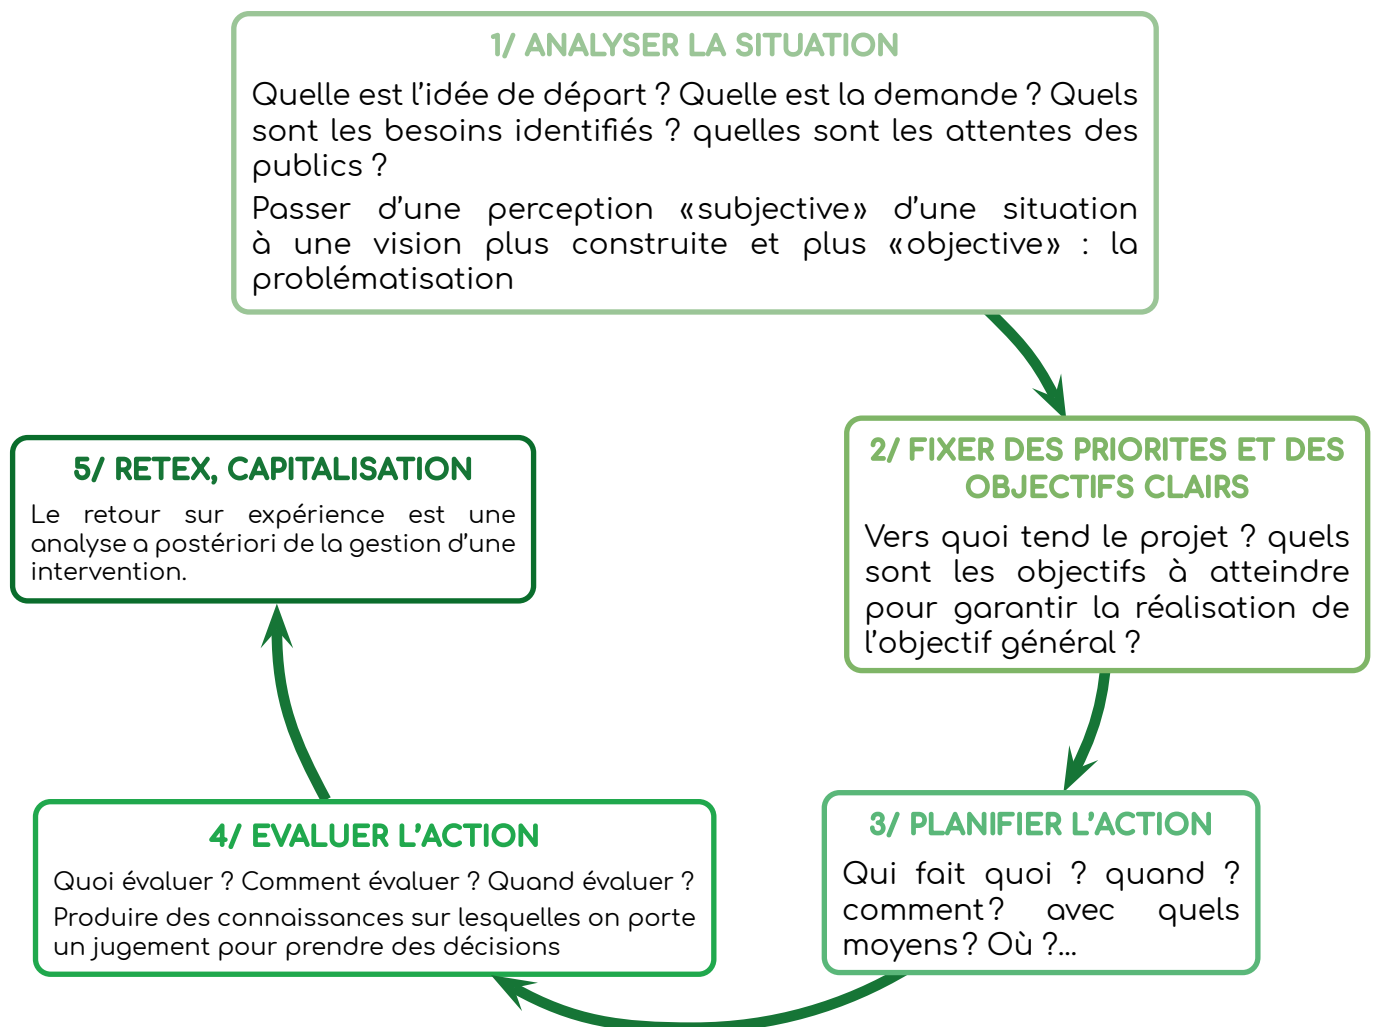 1/ ANALYSER LA SITUATION
Quelle est l’idée de départ ? Quelle est la demande ? Quels
sont les besoins identifiés ? quelles sont les attentes des
publics ?
Passer d’une perception «subjective» d’une situation
à une vision plus construite et plus «objective» : la
problématisation
2/ FIXER DES PRIORITES ET DES
OBJECTIFS CLAIRS
Vers quoi tend le projet ? quels
sont les objectifs à atteindre
pour garantir la réalisation de
l’objectif général ?
3/ PLANIFIER L’ACTION
Qui fait quoi ? quand ?
comment? avec quels
moyens? Où ?...
4/ EVALUER L’ACTION
Quoi évaluer ? Comment évaluer ? Quand évaluer ?
Produire des connaissances sur lesquelles on porte
un jugement pour prendre des décisions
5/ RETEX, CAPITALISATION
Le retour sur expérience est une
analyse a postériori de la gestion d’une
intervention.